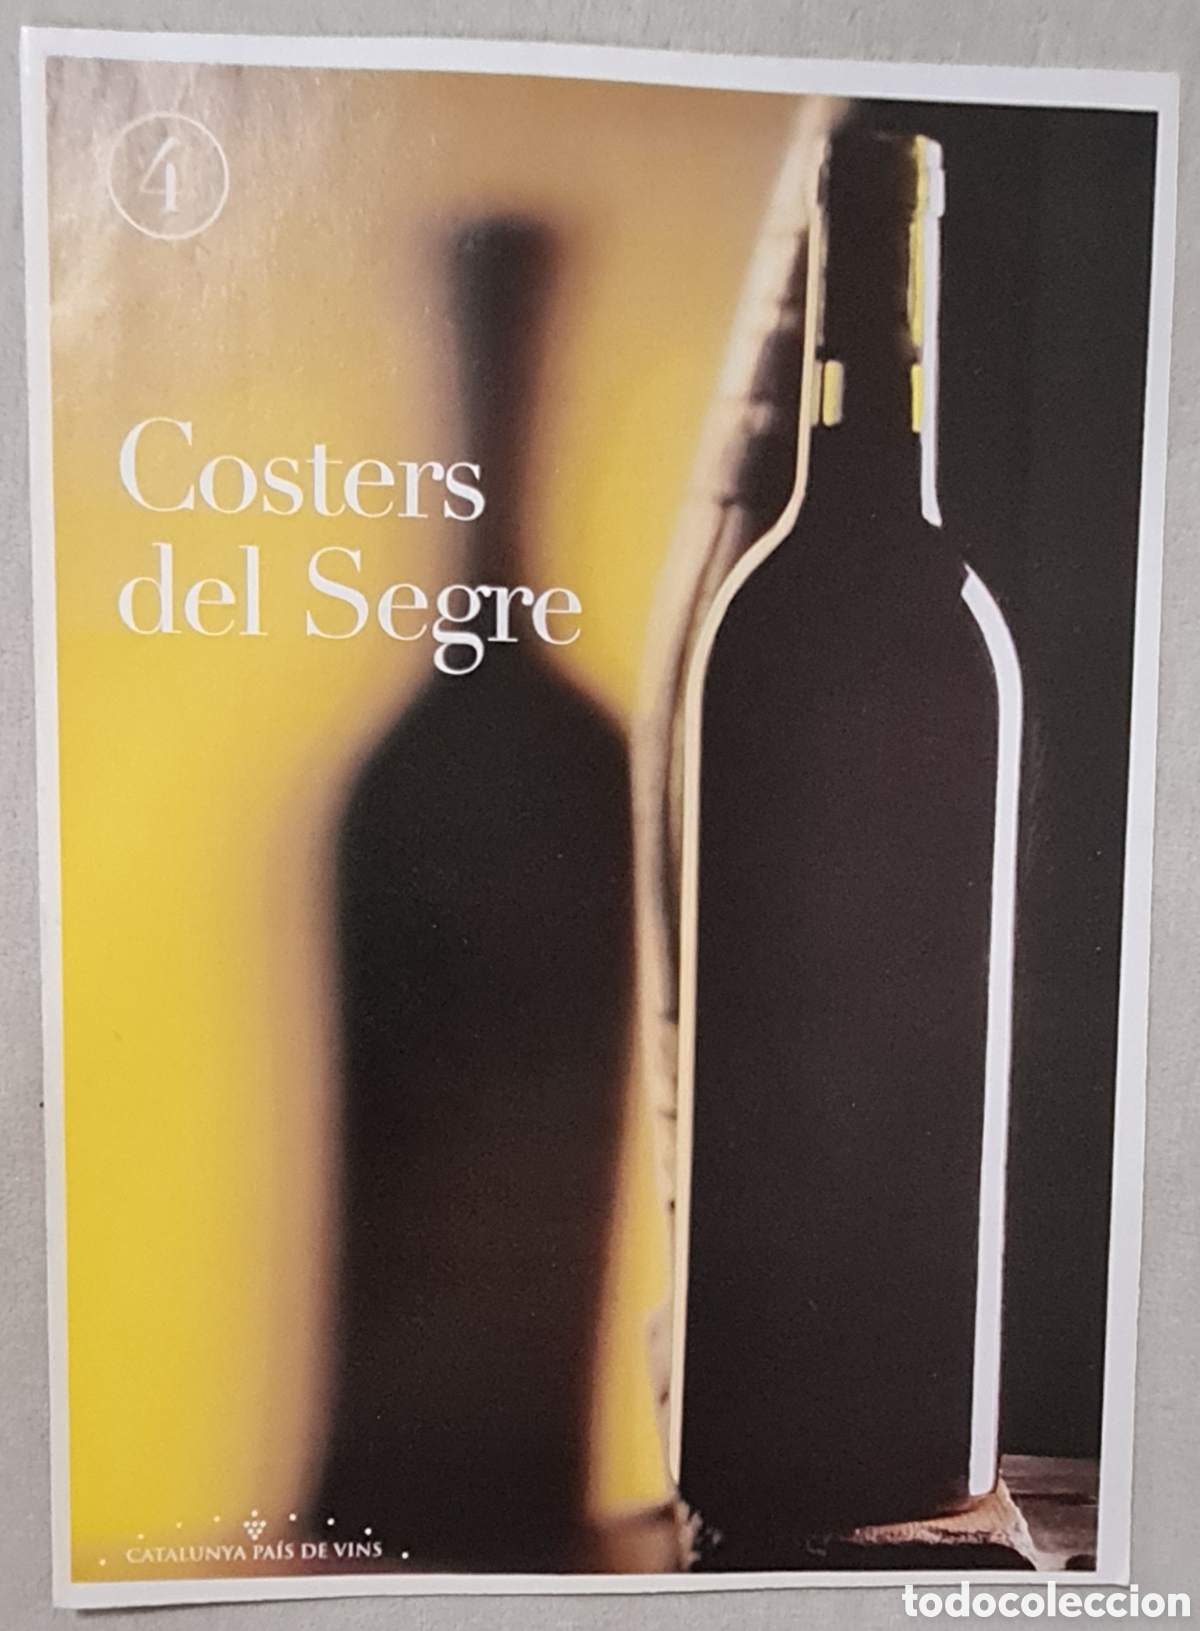 4
Costers
del Segre
CATALUNYA PAÍS DE VINS
todocoleccion